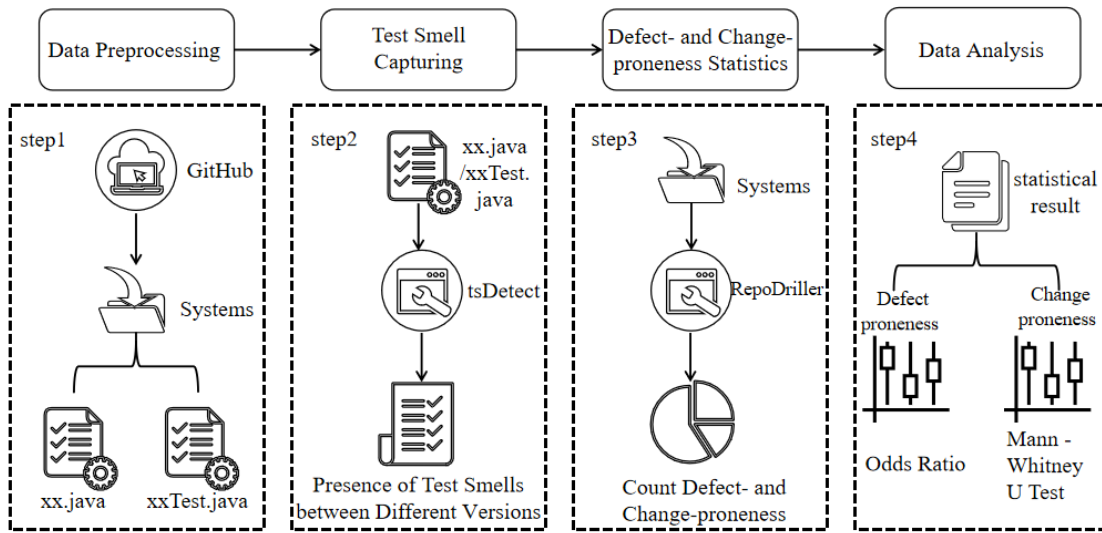 Data Preprocessing
Test Smell
Capturing
Defect- and Change-
proneness Statistics
Data Analysis
step1
GitHub
Systems
xx.java
xxTest.java
step2
xx.java
/xxTest.
java
tsDetect
Presence of Test Smells
between Different Versions
step3
Systems
RepoDriller
Count Defect- and
Change-proneness
step4
statistical
result
Defect
proneness
Change
proneness
Odds Ratio
Mann -
Whitney
U Test